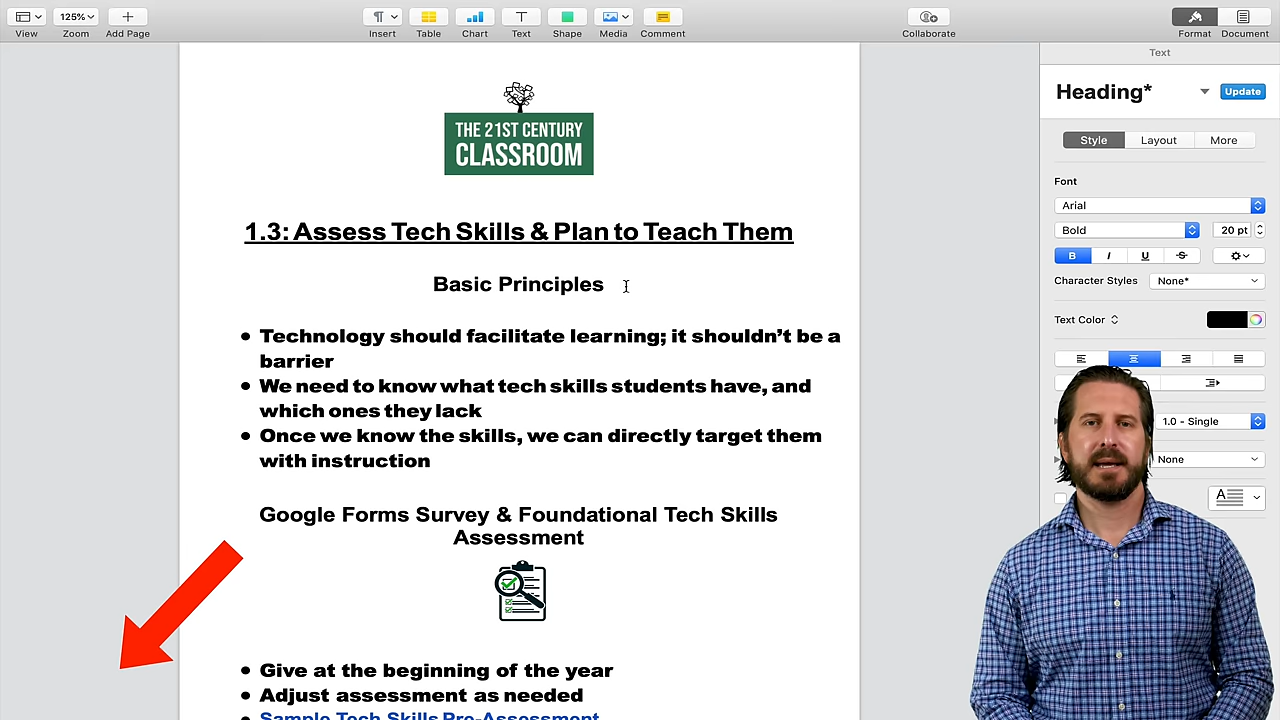 125%
View
Zoom
Add Page
Insert
Table
Chart
Text
Shape
Media
Comment
Collaborate
Format
Document
Text
THE 21ST CENTURY
CLASSROOM
1.3: Assess Tech Skills & Plan to Teach Them
Basic Principles
• Technology should facilitate learning; it shouldn’t be a
barrier
• We need to know what tech skills students have, and
which ones they lack
• Once we know the skills, we can directly target them
with instruction
Google Forms Survey & Foundational Tech Skills
Assessment
• Give at the beginning of the year
• Adjust assessment as needed
• Sample Tech Skills Pre-Assessment
Heading*
Update
Style
Layout
More
Font
Arial
Bold
20 pt
B I U S
Character Styles
None*
Text Color
1.0 - Single
None
A